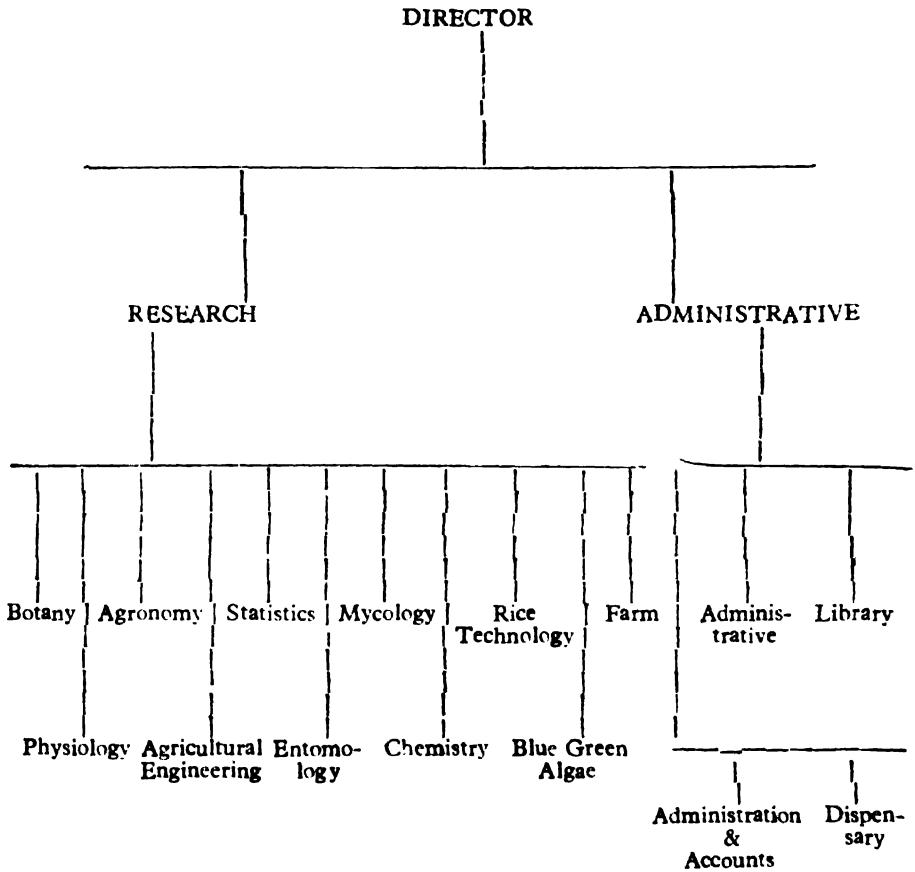 DIRECTOR
RESEARCH
ADMINISTRATIVE
Botany
Agronomy
Statistics
Mycology
Rice
Technology
Farm
Adminis-
trative
Library
Physiology
Agricultural
Engineering
Entomo-
logy
Chemistry
Blue Green
Algae
Administration
&
Accounts
Dispen-
sary